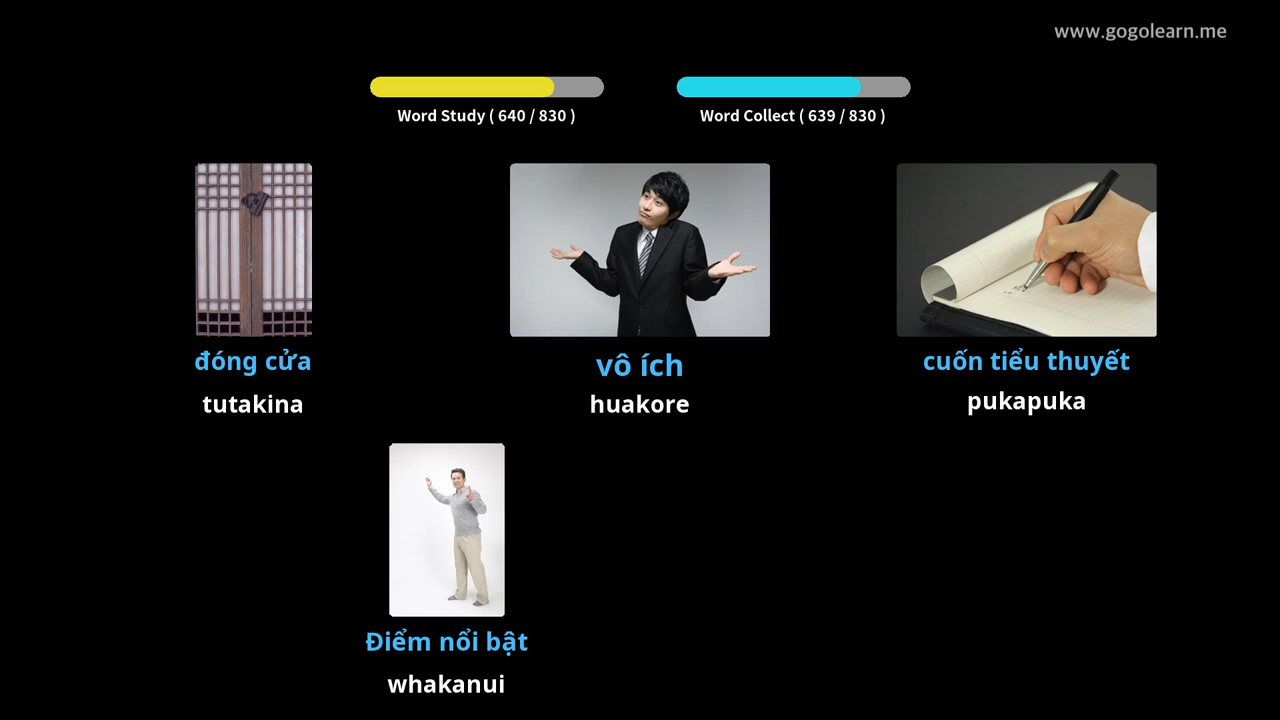 www.gogolearn.me
Word Study ( 640 / 830 )
Word Collect ( 639 / 830 )
đóng cửa
tutakina
vô ích
huakore
cuốn tiểu thuyết
pukapuka
Điểm nổi bật
whakanui